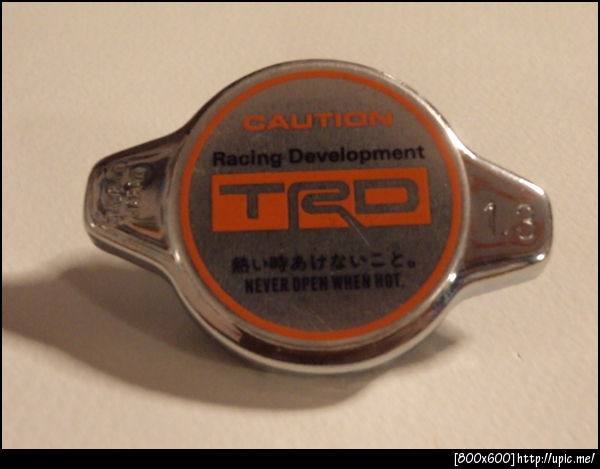 CAUTION
Racing Development
TRD
熱い時あけないこと。
NEVER OPEN WHEN HOT.
1.3
[800x600]http://upic.me/